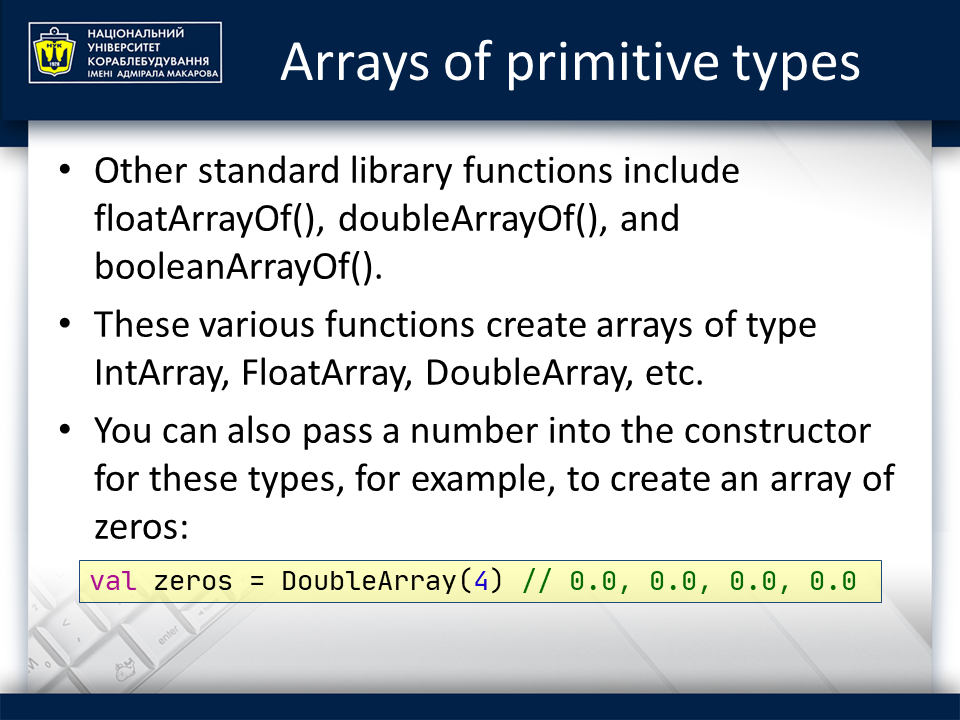 НАЦІОНАЛЬНИЙ
УНІВЕРСИТЕТ
КОРАБЛЕБУДУВАННЯ
ІМЕНІ АДМІРАЛА МАКАРОВА
НУК
1920
Arrays of primitive types
• Other standard library functions include
floatArrayOf(), doubleArrayOf(), and
booleanArrayOf().
• These various functions create arrays of type
IntArray, FloatArray, DoubleArray, etc.
• You can also pass a number into the constructor
for these types, for example, to create an array of
zeros:
val zeros = DoubleArray(4) // 0.0, 0.0, 0.0, 0.0
enter